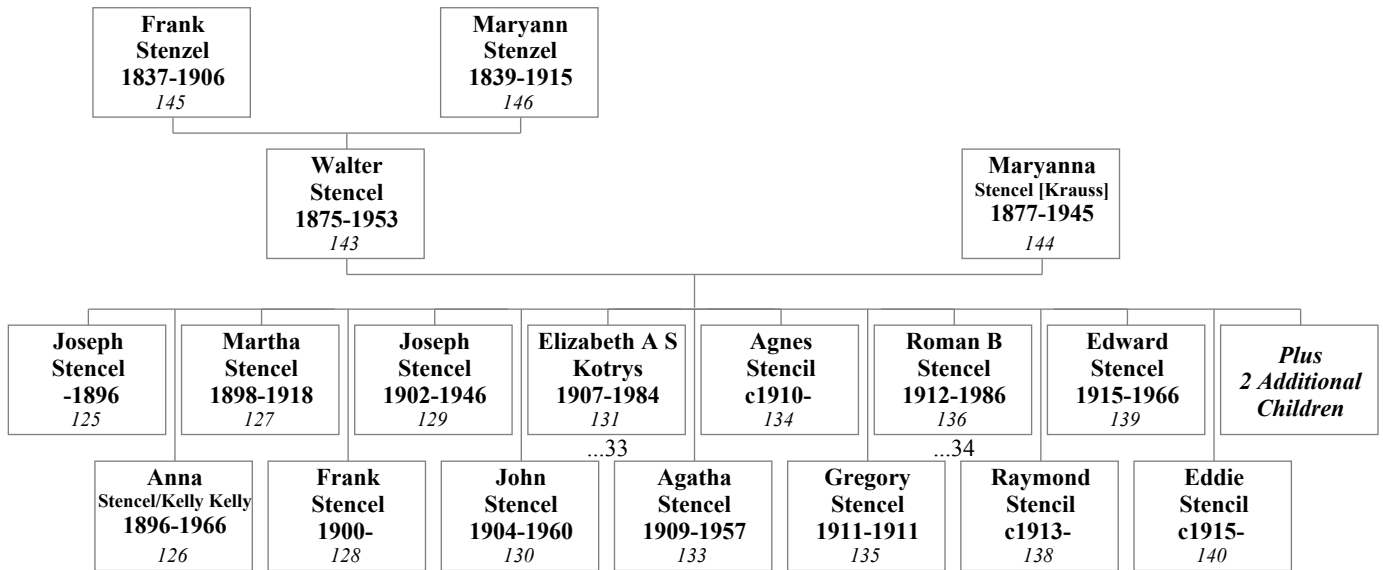 Frank
Stenzel
1837-1906
145
Maryann
Stenzel
1839-1915
146
Walter
Stencel
1875-1953
143
Maryanna
Stencel [Krauss]
1877-1945
144
Joseph
Stencel
-1896
125
Martha
Stencel
1898-1918
127
Joseph
Stencel
1902-1946
129
Elizabeth A S
Kotrys
1907-1984
131
...33
Agnes
Stencil
c1910-
134
Roman B
Stencel
1912-1986
136
...34
Edward
Stencel
1915-1966
139
Plus
2 Additional
Children
Anna
Stencel/Kelly Kelly
1896-1966
126
Frank
Stencel
1900-
128
John
Stencel
1904-1960
130
Agatha
Stencel
1909-1957
133
Gregory
Stencel
1911-1911
135
Raymond
Stencil
c1913-
138
Eddie
Stencil
c1915-
140